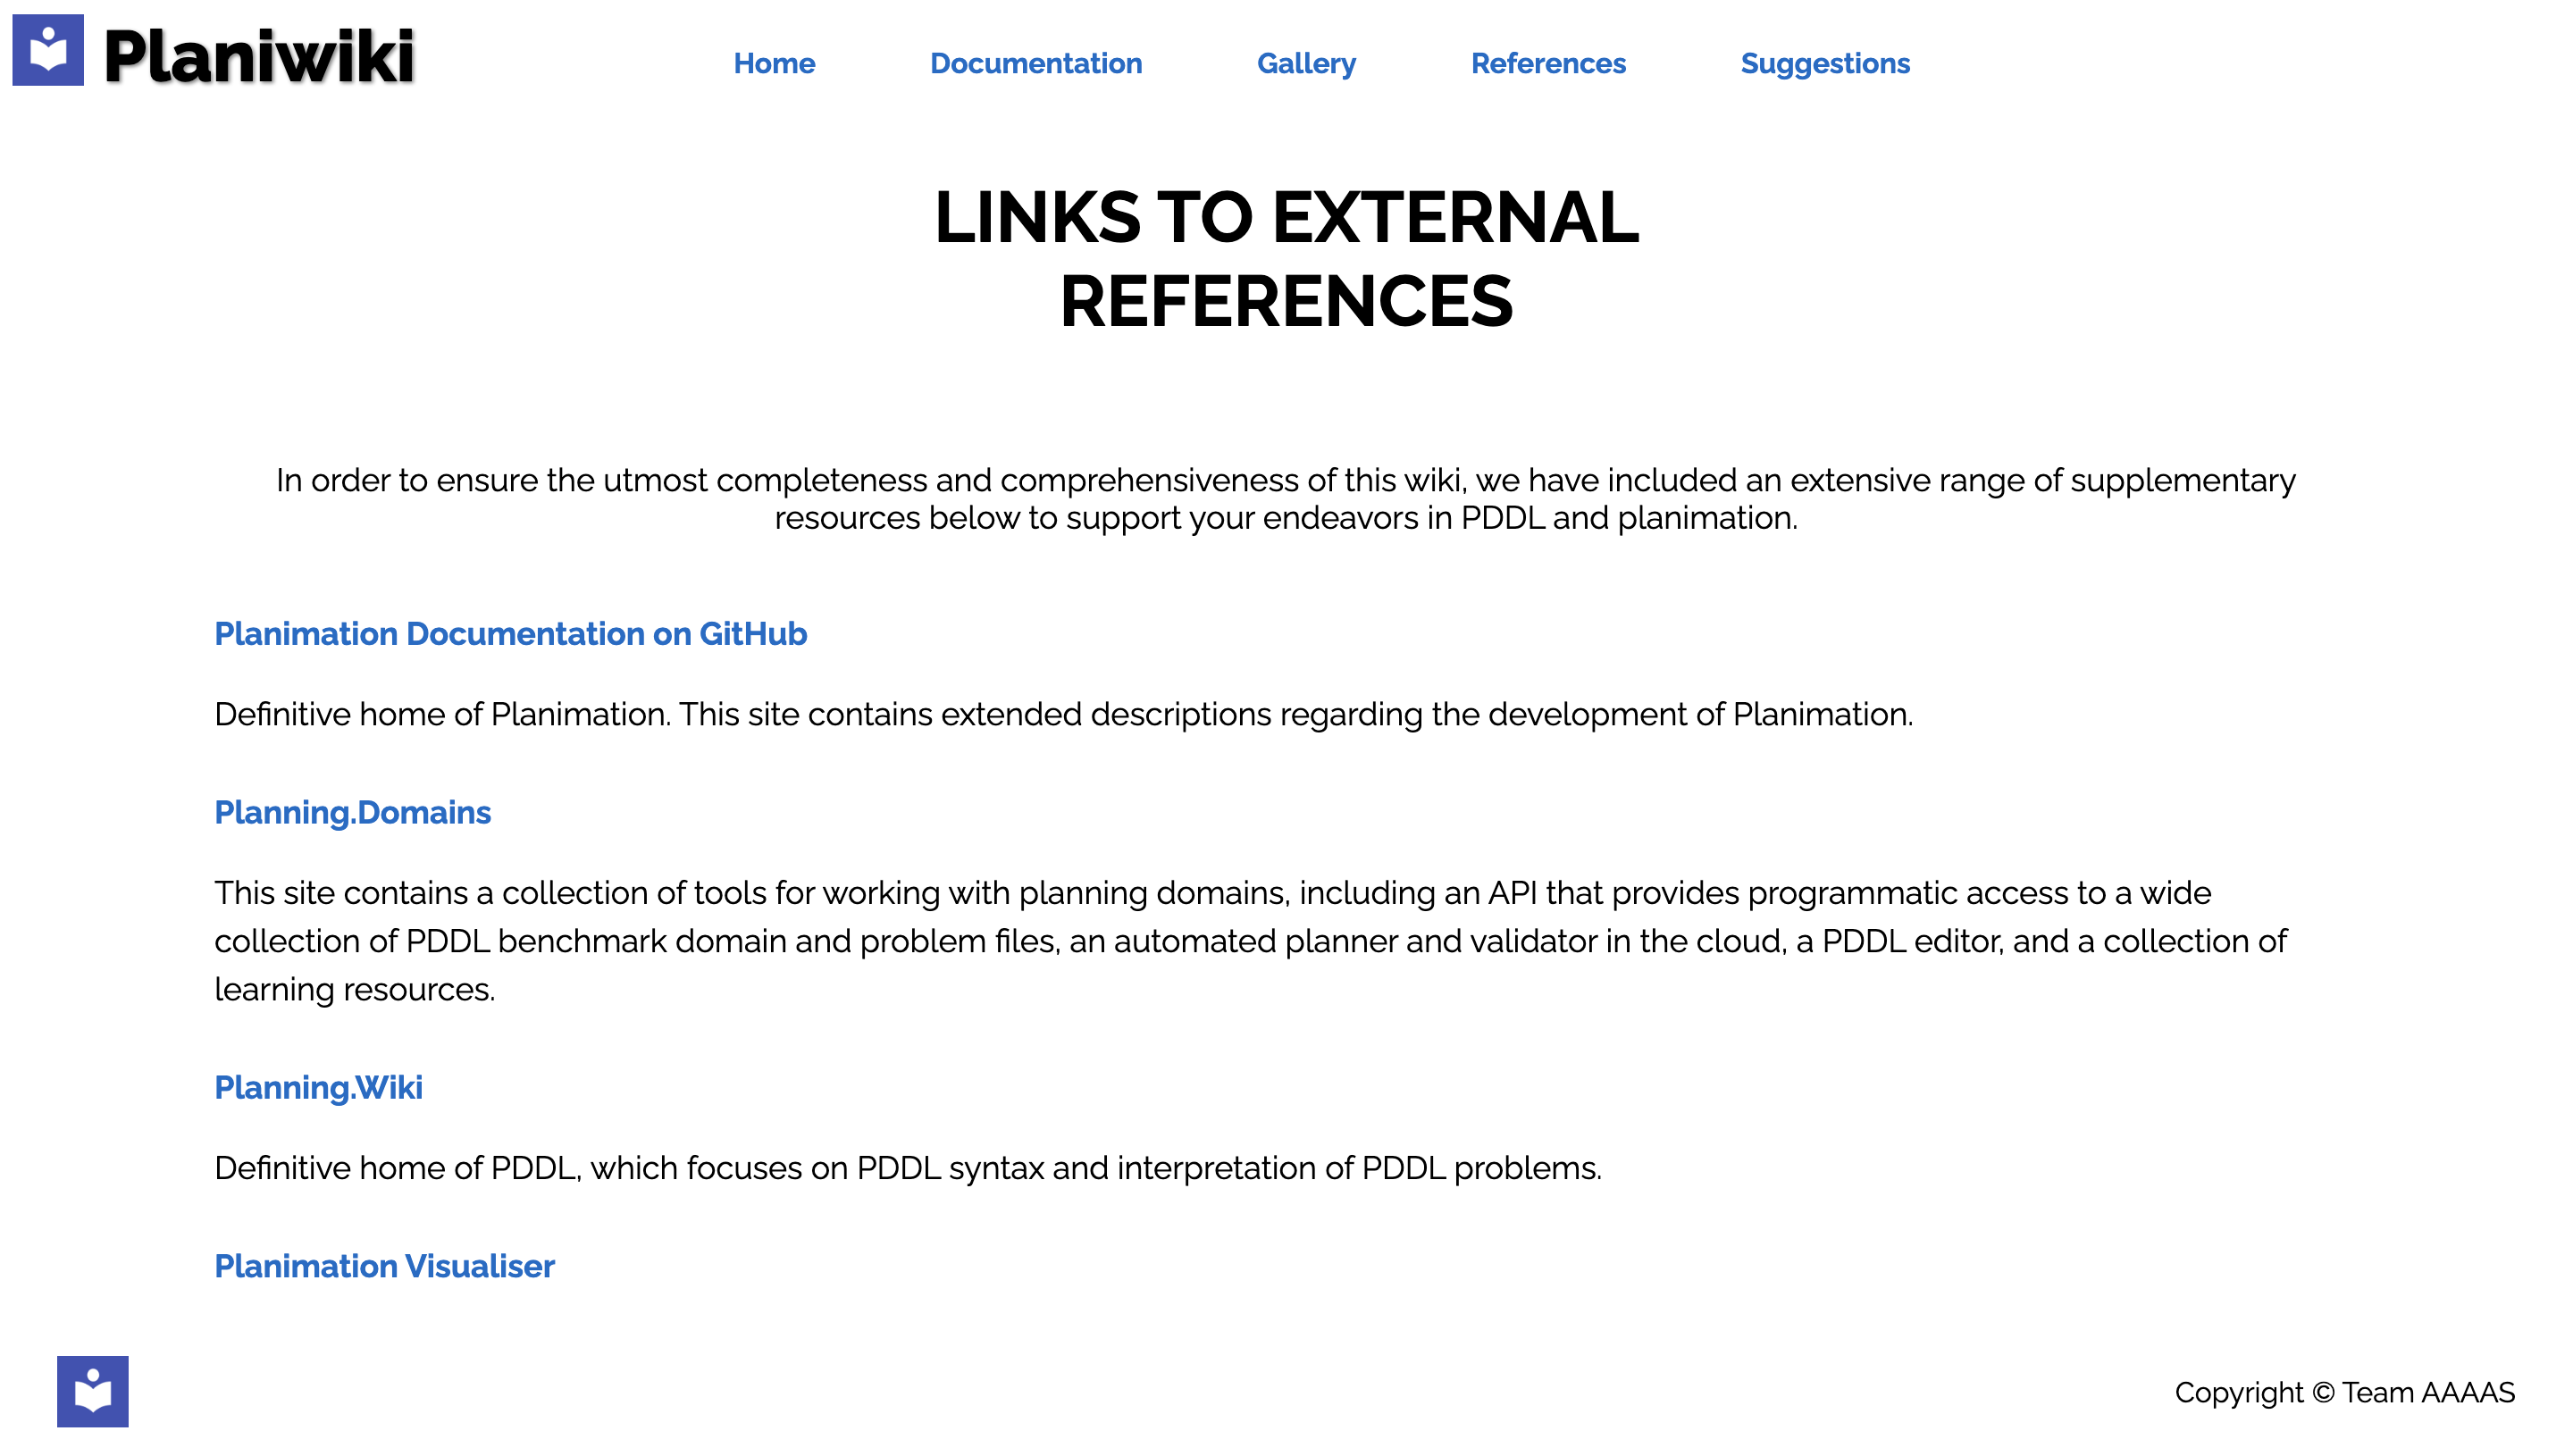 Planiwiki
Home Documentation Gallery References Suggestions
LINKS TO EXTERNAL
REFERENCES
In order to ensure the utmost completeness and comprehensiveness of this wiki, we have included an extensive range of supplementary
resources below to support your endeavors in PDDL and planimation.
Planimation Documentation on GitHub
Definitive home of Planimation. This site contains extended descriptions regarding the development of Planimation.
Planning.Domains
This site contains a collection of tools for working with planning domains, including an API that provides programmatic access to a wide
collection of PDDL benchmark domain and problem files, an automated planner and validator in the cloud, a PDDL editor, and a collection of
learning resources.
Planning.Wiki
Definitive home of PDDL, which focuses on PDDL syntax and interpretation of PDDL problems.
Planimation Visualiser
Copyright © Team AAAAS